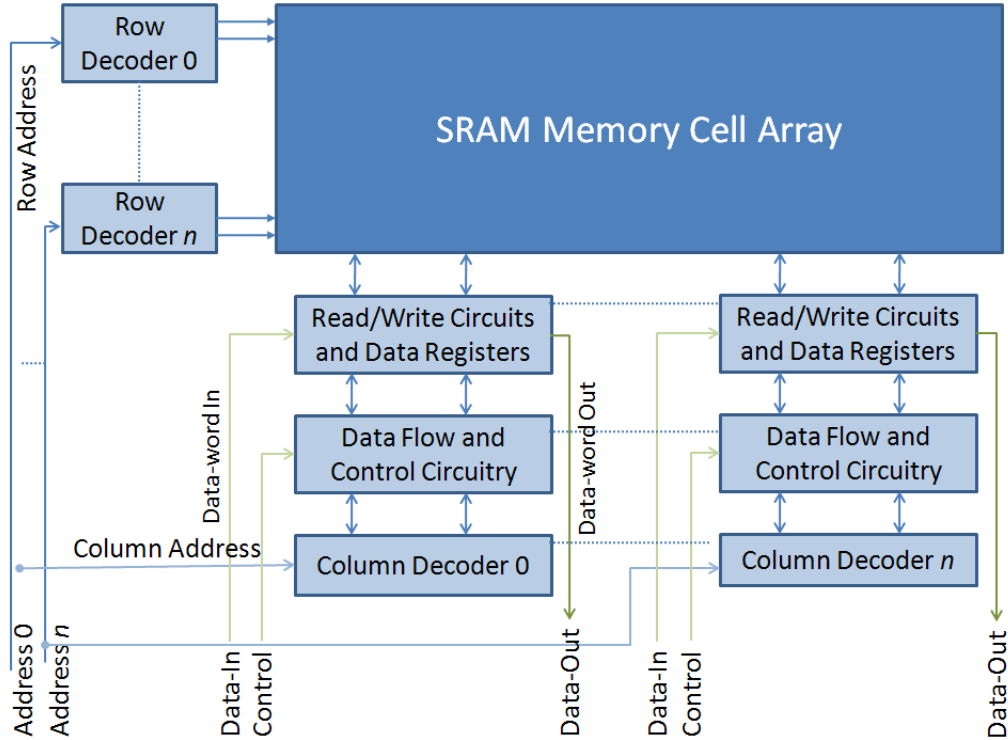 Row
Decoder 0
SRAM Memory Cell Array
Row Address
Row
Decoder n
Read/Write Circuits
and Data Registers
Read/Write Circuits
and Data Registers
Data-word In
Data-word Out
Data Flow and
Control Circuitry
Data Flow and
Control Circuitry
Column Address
Column Decoder 0
Column Decoder n
Address 0
Address n
Data-In
Control
Data-Out
Data-In
Control
Data-Out